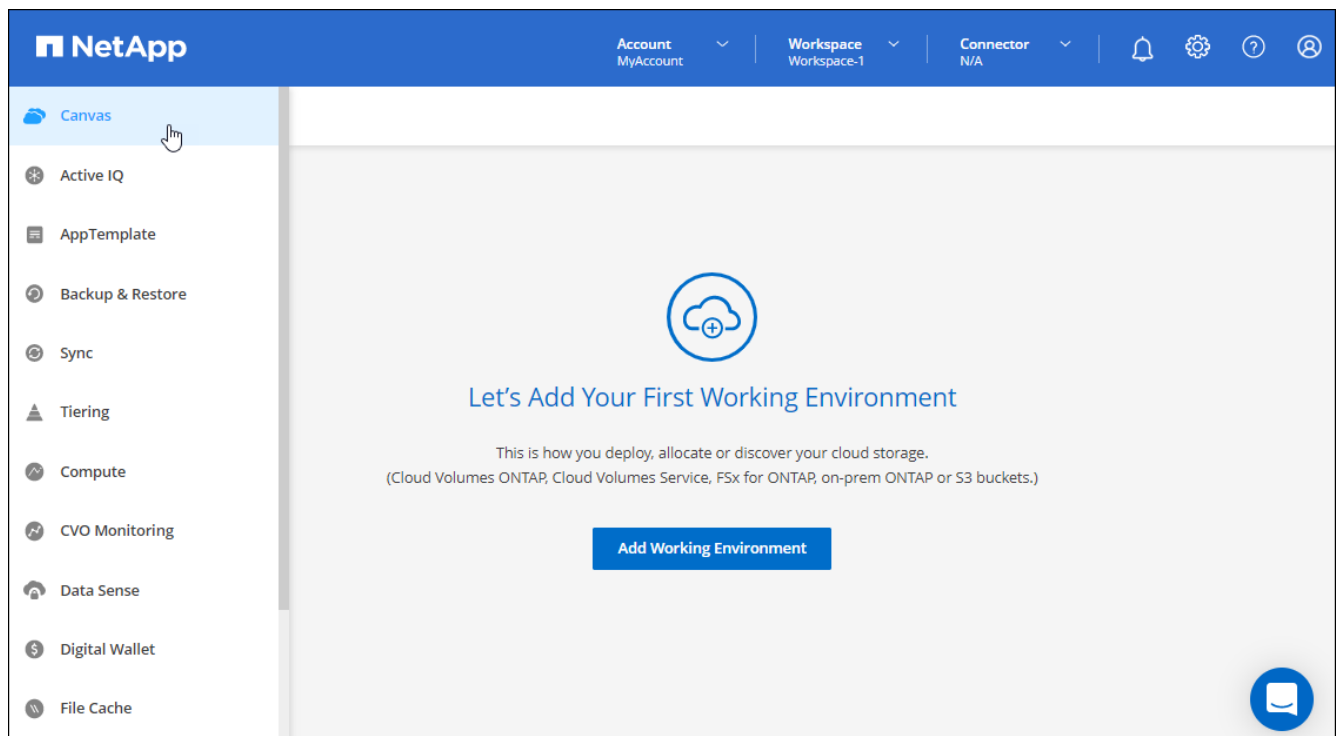 NetApp
Account
MyAccount
Workspace
Workspace-1
Connector
N/A
Canvas
Active IQ
AppTemplate
Backup & Restore
Sync
Tiering
Compute
CVO Monitoring
Data Sense
Digital Wallet
File Cache
Let's Add Your First Working Environment
This is how you deploy, allocate or discover your cloud storage.
(Cloud Volumes ONTAP, Cloud Volumes Service, FSx for ONTAP, on-prem ONTAP or S3 buckets.)
Add Working Environment